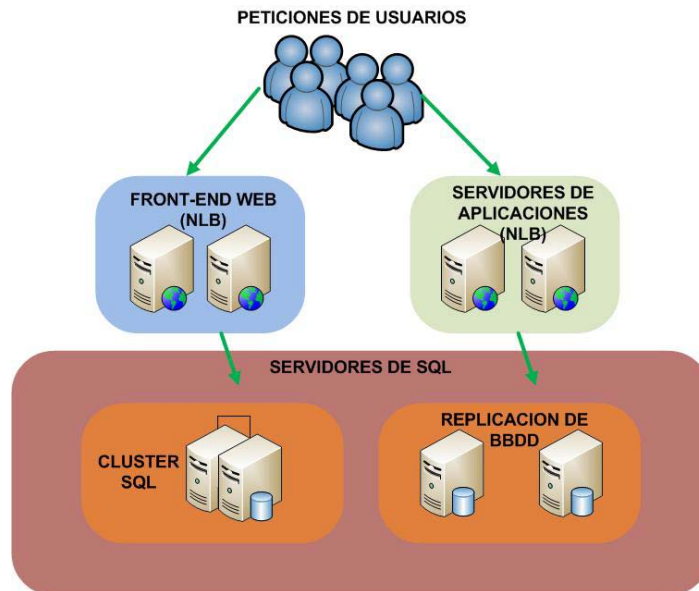 PETICIONES DE USUARIOS
FRONT-END WEB
(NLB)
SERVIDORES DE
APLICACIONES
(NLB)
SERVIDORES DE SQL
CLUSTER
SQL
REPLICACION DE
BBDD